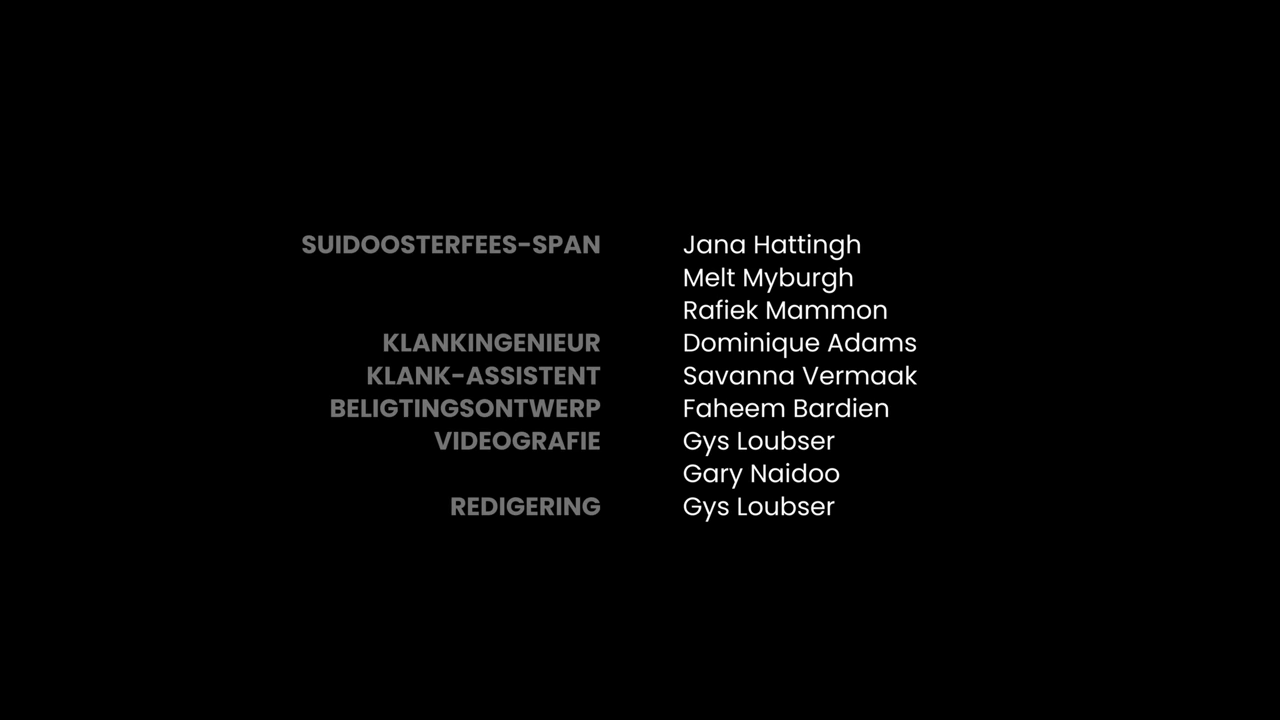 SUIDOOSTERFEES-SPAN Jana Hattingh
Melt Myburgh
Rafiek Mammon
KLANKINGENIEUR Dominique Adams
KLANK-ASSISTENT Savanna Vermaak
BELIGTINGSONTWERP Faheem Bardien
VIDEOGRAFIE Gys Loubser
Gary Naidoo
REDIGERING Gys Loubser